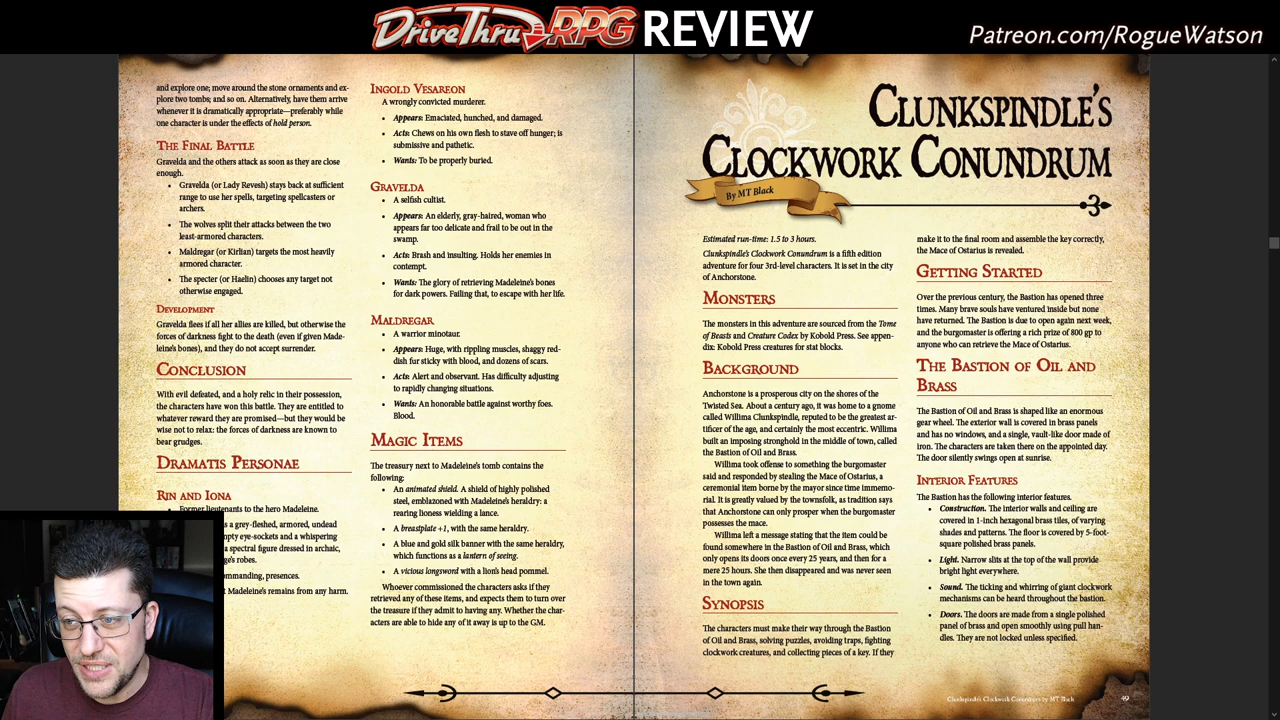 DriveThruRPG REVIEW
Patreon.com/RogueWatson
and explore one; move around the stone ornaments and ex-
plore two tombs; and so on. Alternatively, have them arrive
whenever it is dramatically appropriate—preferably while
one character is under the effects of hold person.
The Final Battle
Gravelda and the others attack as soon as they are close
enough.
• Gravelda (or Lady Revesh) stays back at sufficient
range to use her spells, targeting spellcasters or
archers.
• The wolves split their attacks between the two
least-armored characters.
• Maldregar (or Kirlian) targets the most heavily
armored character.
• The specter (or Haelin) chooses any target not
otherwise engaged.
Development
Gravelda flees if all her allies are killed, but otherwise the
forces of darkness fight to the death (even if given Made-
leine's bones), and they do not accept surrender.
Conclusion
With evil defeated, and a holy relic in their possession,
the characters have won this battle. They are entitled to
whatever reward they are promised—but they would be
wise not to relax: the forces of darkness are known to
bear grudges.
Dramatis Personae
Rin and Iona
Former lieutenants to the hero Madeleine.
s a grey-fleshed, armored, undead
mpty eye-sockets and a whispering
a spectral figure dressed in archaic,
ge's robes.
ommanding, presences.
t Madeleine's remains from any harm.
Ingold Vesareon
A wrongly convicted murderer.
• Appears: Emaciated, hunched, and damaged.
• Acts: Chews on his own flesh to stave off hunger; is
submissive and pathetic.
• Wants: To be properly buried.
Gravelda
• A selfish cultist.
• Appears: An elderly, gray-haired, woman who
appears far too delicate and frail to be out in the
swamp.
• Acts: Brash and insulting. Holds her enemies in
contempt.
• Wants: The glory of retrieving Madeleine's bones
for dark powers. Failing that, to escape with her life.
Maldregar
• A warrior minotaur.
• Appears: Huge, with rippling muscles, shaggy red-
dish fur sticky with blood, and dozens of scars.
• Acts: Alert and observant. Has difficulty adjusting
to rapidly changing situations.
• Wants: An honorable battle against worthy foes.
Blood.
Magic Items
The treasury next to Madeleine's tomb contains the
following:
• An animated shield. A shield of highly polished
steel, emblazoned with Madeleine's heraldry: a
rearing lioness wielding a lance.
• A breastplate +1, with the same heraldry.
• A blue and gold silk banner with the same heraldry,
which functions as a lantern of seeing.
• A vicious longsword with a lion's head pommel.
Whoever commissioned the characters asks if they
retrieved any of these items, and expects them to turn over
the treasure if they admit to having any. Whether the char-
acters are able to hide any of it away is up to the GM.
Clunkspindle's
Clockwork Conundrum
By MT Black
Estimated run-time: 1.5 to 3 hours.
Clunkspindle's Clockwork Conundrum is a fifth edition
adventure for four 3rd-level characters. It is set in the city
of Anchorstone.
Monsters
The monsters in this adventure are sourced from the Tome
of Beasts and Creature Codex by Kobold Press. See appen-
dix: Kobold Press creatures for stat blocks.
Background
Anchorstone is a prosperous city on the shores of the
Twisted Sea. About a century ago, it was home to a gnome
called Willima Clunkspindle, reputed to be the greatest ar-
tificer of the age, and certainly the most eccentric. Willima
built an imposing stronghold in the middle of town, called
the Bastion of Oil and Brass.
Willima took offense to something the burgomaster
said and responded by stealing the Mace of Ostarius, a
ceremonial item borne by the mayor since time immemo-
rial. It is greatly valued by the townsfolk, as tradition says
that Anchorstone can only prosper when the burgomaster
possesses the mace.
Willima left a message stating that the item could be
found somewhere in the Bastion of Oil and Brass, which
only opens its doors once every 25 years, and then for a
mere 25 hours. She then disappeared and was never seen
in the town again.
Synopsis
The characters must make their way through the Bastion
of Oil and Brass, solving puzzles, avoiding traps, fighting
clockwork creatures, and collecting pieces of a key. If they
make it to the final room and assemble the key correctly,
the Mace of Ostarius is revealed.
Getting Started
Over the previous century, the Bastion has opened three
times. Many brave souls have ventured inside but none
have returned. The Bastion is due to open again next week,
and the burgomaster is offering a rich prize of 800 gp to
anyone who can retrieve the Mace of Ostarius.
The Bastion of Oil and
Brass
The Bastion of Oil and Brass is shaped like an enormous
gear wheel. The exterior wall is covered in brass panels
and has no windows, and a single, vault-like door made of
iron. The characters are taken there on the appointed day.
The door silently swings open at sunrise.
Interior Features
The Bastion has the following interior features.
• Construction. The interior walls and ceiling are
covered in 1-inch hexagonal brass tiles, of varying
shades and patterns. The floor is covered by 5-foot-
square polished brass panels.
• Light. Narrow slits at the top of the wall provide
bright light everywhere.
• Sound. The ticking and whirring of giant clockwork
mechanisms can be heard throughout the bastion.
• Doors. The doors are made from a single polished
panel of brass and open smoothly using pull han-
dles. They are not locked unless specified.
Clunkspindle's Clockwork Conundrum by MT Black
49